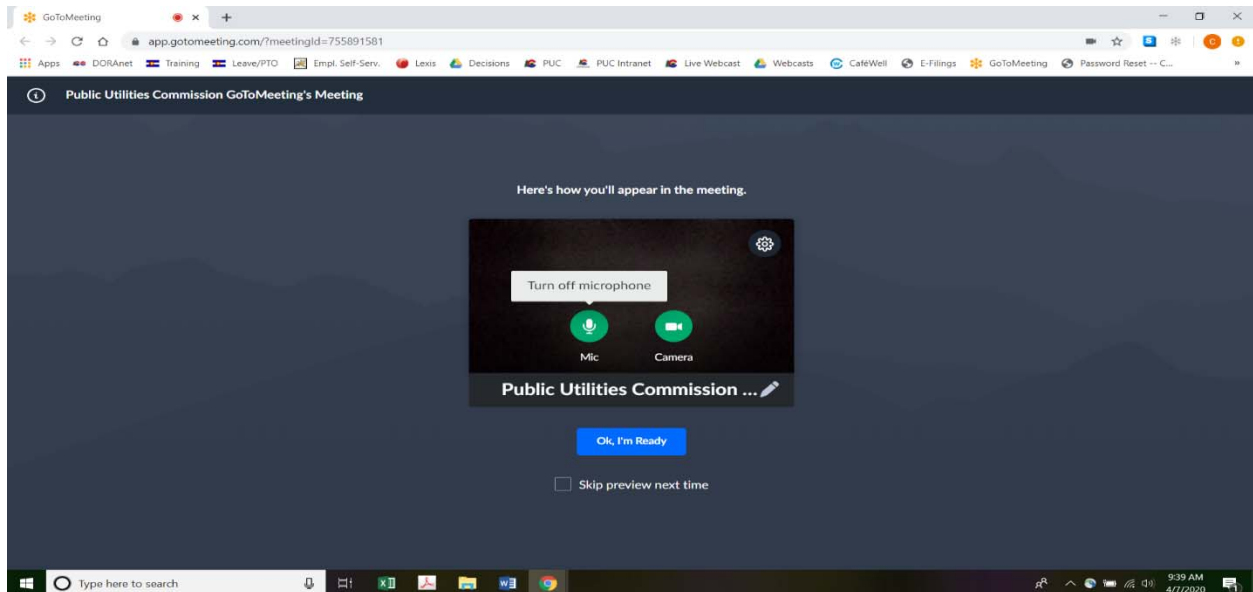 GoToMeeting
app.gotomeeting.com/?meetingId=755891581
Apps DORAnet Training Leave/PTO Empl. Self-Serv. Lexis Decisions PUC PUC Intranet Live Webcast Webcasts CaféWell E-Filings GoToMeeting Password Reset -- C... »
Public Utilities Commission GoToMeeting's Meeting
Here's how you'll appear in the meeting.
Turn off microphone
Mic Camera
Public Utilities Commission ...
Ok, I'm Ready
Skip preview next time
Type here to search
9:39 AM
4/7/2020